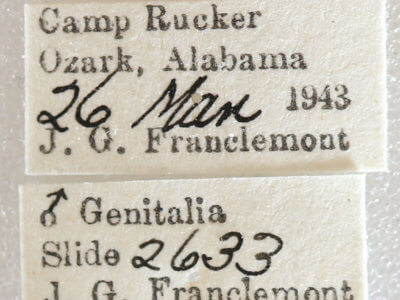 Camp Rucker
Ozark, Alabama
26 Mar 1943
J. G. Franclemont
♂ Genitalia
Slide 2633
J. G. Franclemont